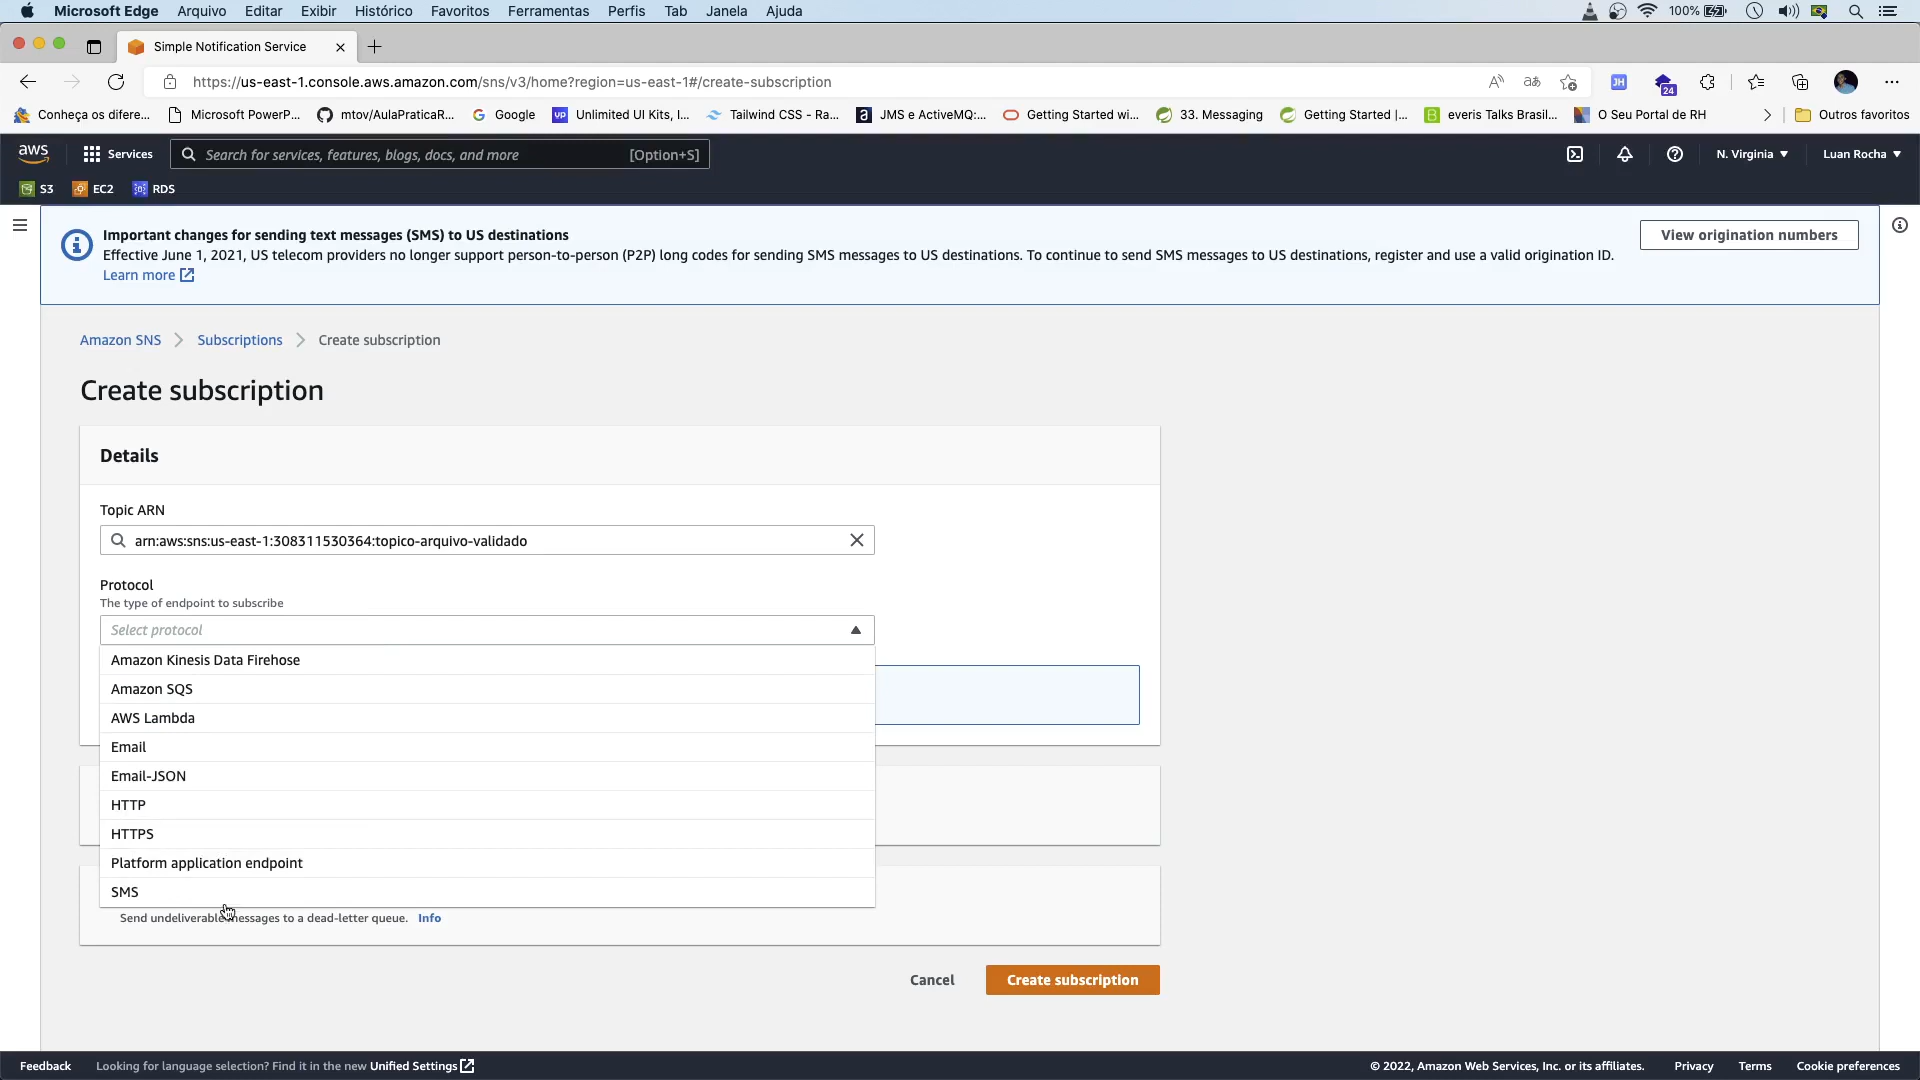 Microsoft Edge Arquivo Editar Exibir Histórico Favoritos Ferramentas Perfis Tab Janela Ajuda 100%
Simple Notification Service
https://us-east-1.console.aws.amazon.com/sns/v3/home?region=us-east-1#/create-subscription
aあ JH 24
Conheça os difere... Microsoft PowerP... mtov/AulaPraticaR... Google Unlimited UI Kits, I... Tailwind CSS - Ra... JMS e ActiveMQ:... Getting Started wi... 33. Messaging Getting Started |... everis Talks Brasil... O Seu Portal de RH Outros favoritos
aws Services Search for services, features, blogs, docs, and more [Option+S] N. Virginia Luan Rocha
S3 EC2 RDS
Important changes for sending text messages (SMS) to US destinations
Effective June 1, 2021, US telecom providers no longer support person-to-person (P2P) long codes for sending SMS messages to US destinations. To continue to send SMS messages to US destinations, register and use a valid origination ID.
Learn more
View origination numbers
Amazon SNS Subscriptions Create subscription
Create subscription
Details
Topic ARN
arn:aws:sns:us-east-1:308311530364:topico-arquivo-validado
Protocol
The type of endpoint to subscribe
Select protocol
Amazon Kinesis Data Firehose
Amazon SQS
AWS Lambda
Email
Email-JSON
HTTP
HTTPS
Platform application endpoint
SMS
Send undeliverable messages to a dead-letter queue. Info
Cancel Create subscription
Feedback Looking for language selection? Find it in the new Unified Settings © 2022, Amazon Web Services, Inc. or its affiliates. Privacy Terms Cookie preferences